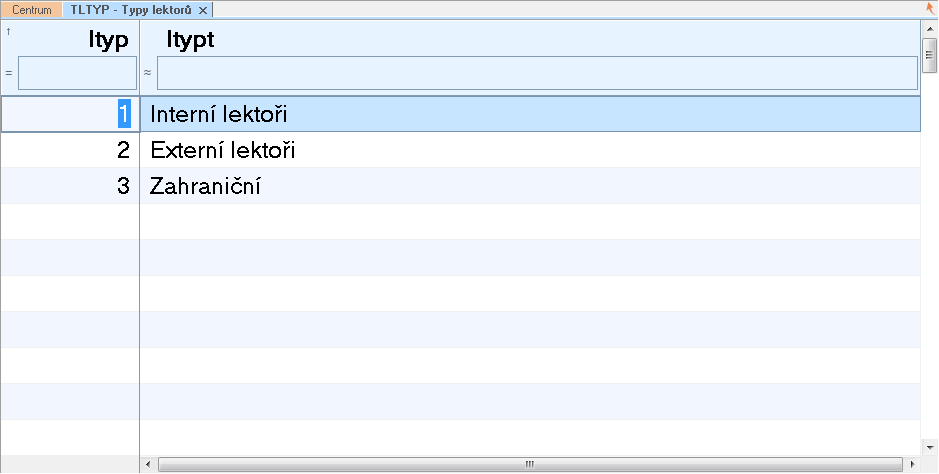 Centrum TLTYP - Typy lektorů
ltyp ltypt
= ≈
1 Interní lektoři
2 Externí lektoři
3 Zahraniční